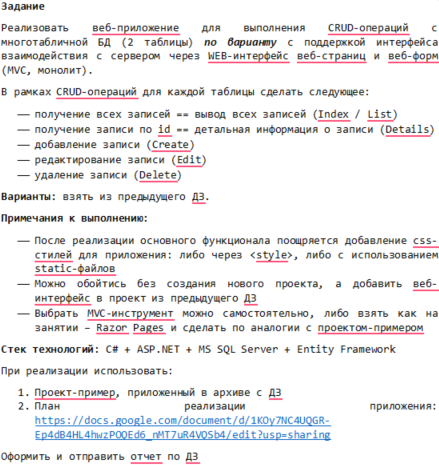 Задание
Реализовать веб-приложение для выполнения CRUD-операций с
многотабличной БД (2 таблицы) по варианту с поддержкой интерфейса
взаимодействия с сервером через WEB-интерфейс веб-страниц и веб-форм
(MVC, монолит).
В рамках CRUD-операций для каждой таблицы сделать следующее:
— получение всех записей == вывод всех записей (Index / List)
— получение записи по id == детальная информация о записи (Details)
— добавление записи (Create)
— редактирование записи (Edit)
— удаление записи (Delete)
Варианты: взять из предыдущего ДЗ.
Примечания к выполнению:
— После реализации основного функционала поощряется добавление css-
стилей для приложения: либо через <style>, либо с использованием
static-файлов
— Можно обойтись без создания нового проекта, а добавить веб-
интерфейс в проект из предыдущего ДЗ
— Выбрать MVC-инструмент можно самостоятельно, либо взять как на
занятии – Razor Pages и сделать по аналогии с проектом-примером
Стек технологий: C# + ASP.NET + MS SQL Server + Entity Framework
При реализации использовать:
1. Проект-пример, приложенный в архиве с ДЗ
2. План реализации приложения:
https://docs.google.com/document/d/1KOy7NC4UQGR-
Ep4dB4HL4hwzPOQEd6_nMT7uR4VQSb4/edit?usp=sharing
Оформить и отправить отчет по ДЗ